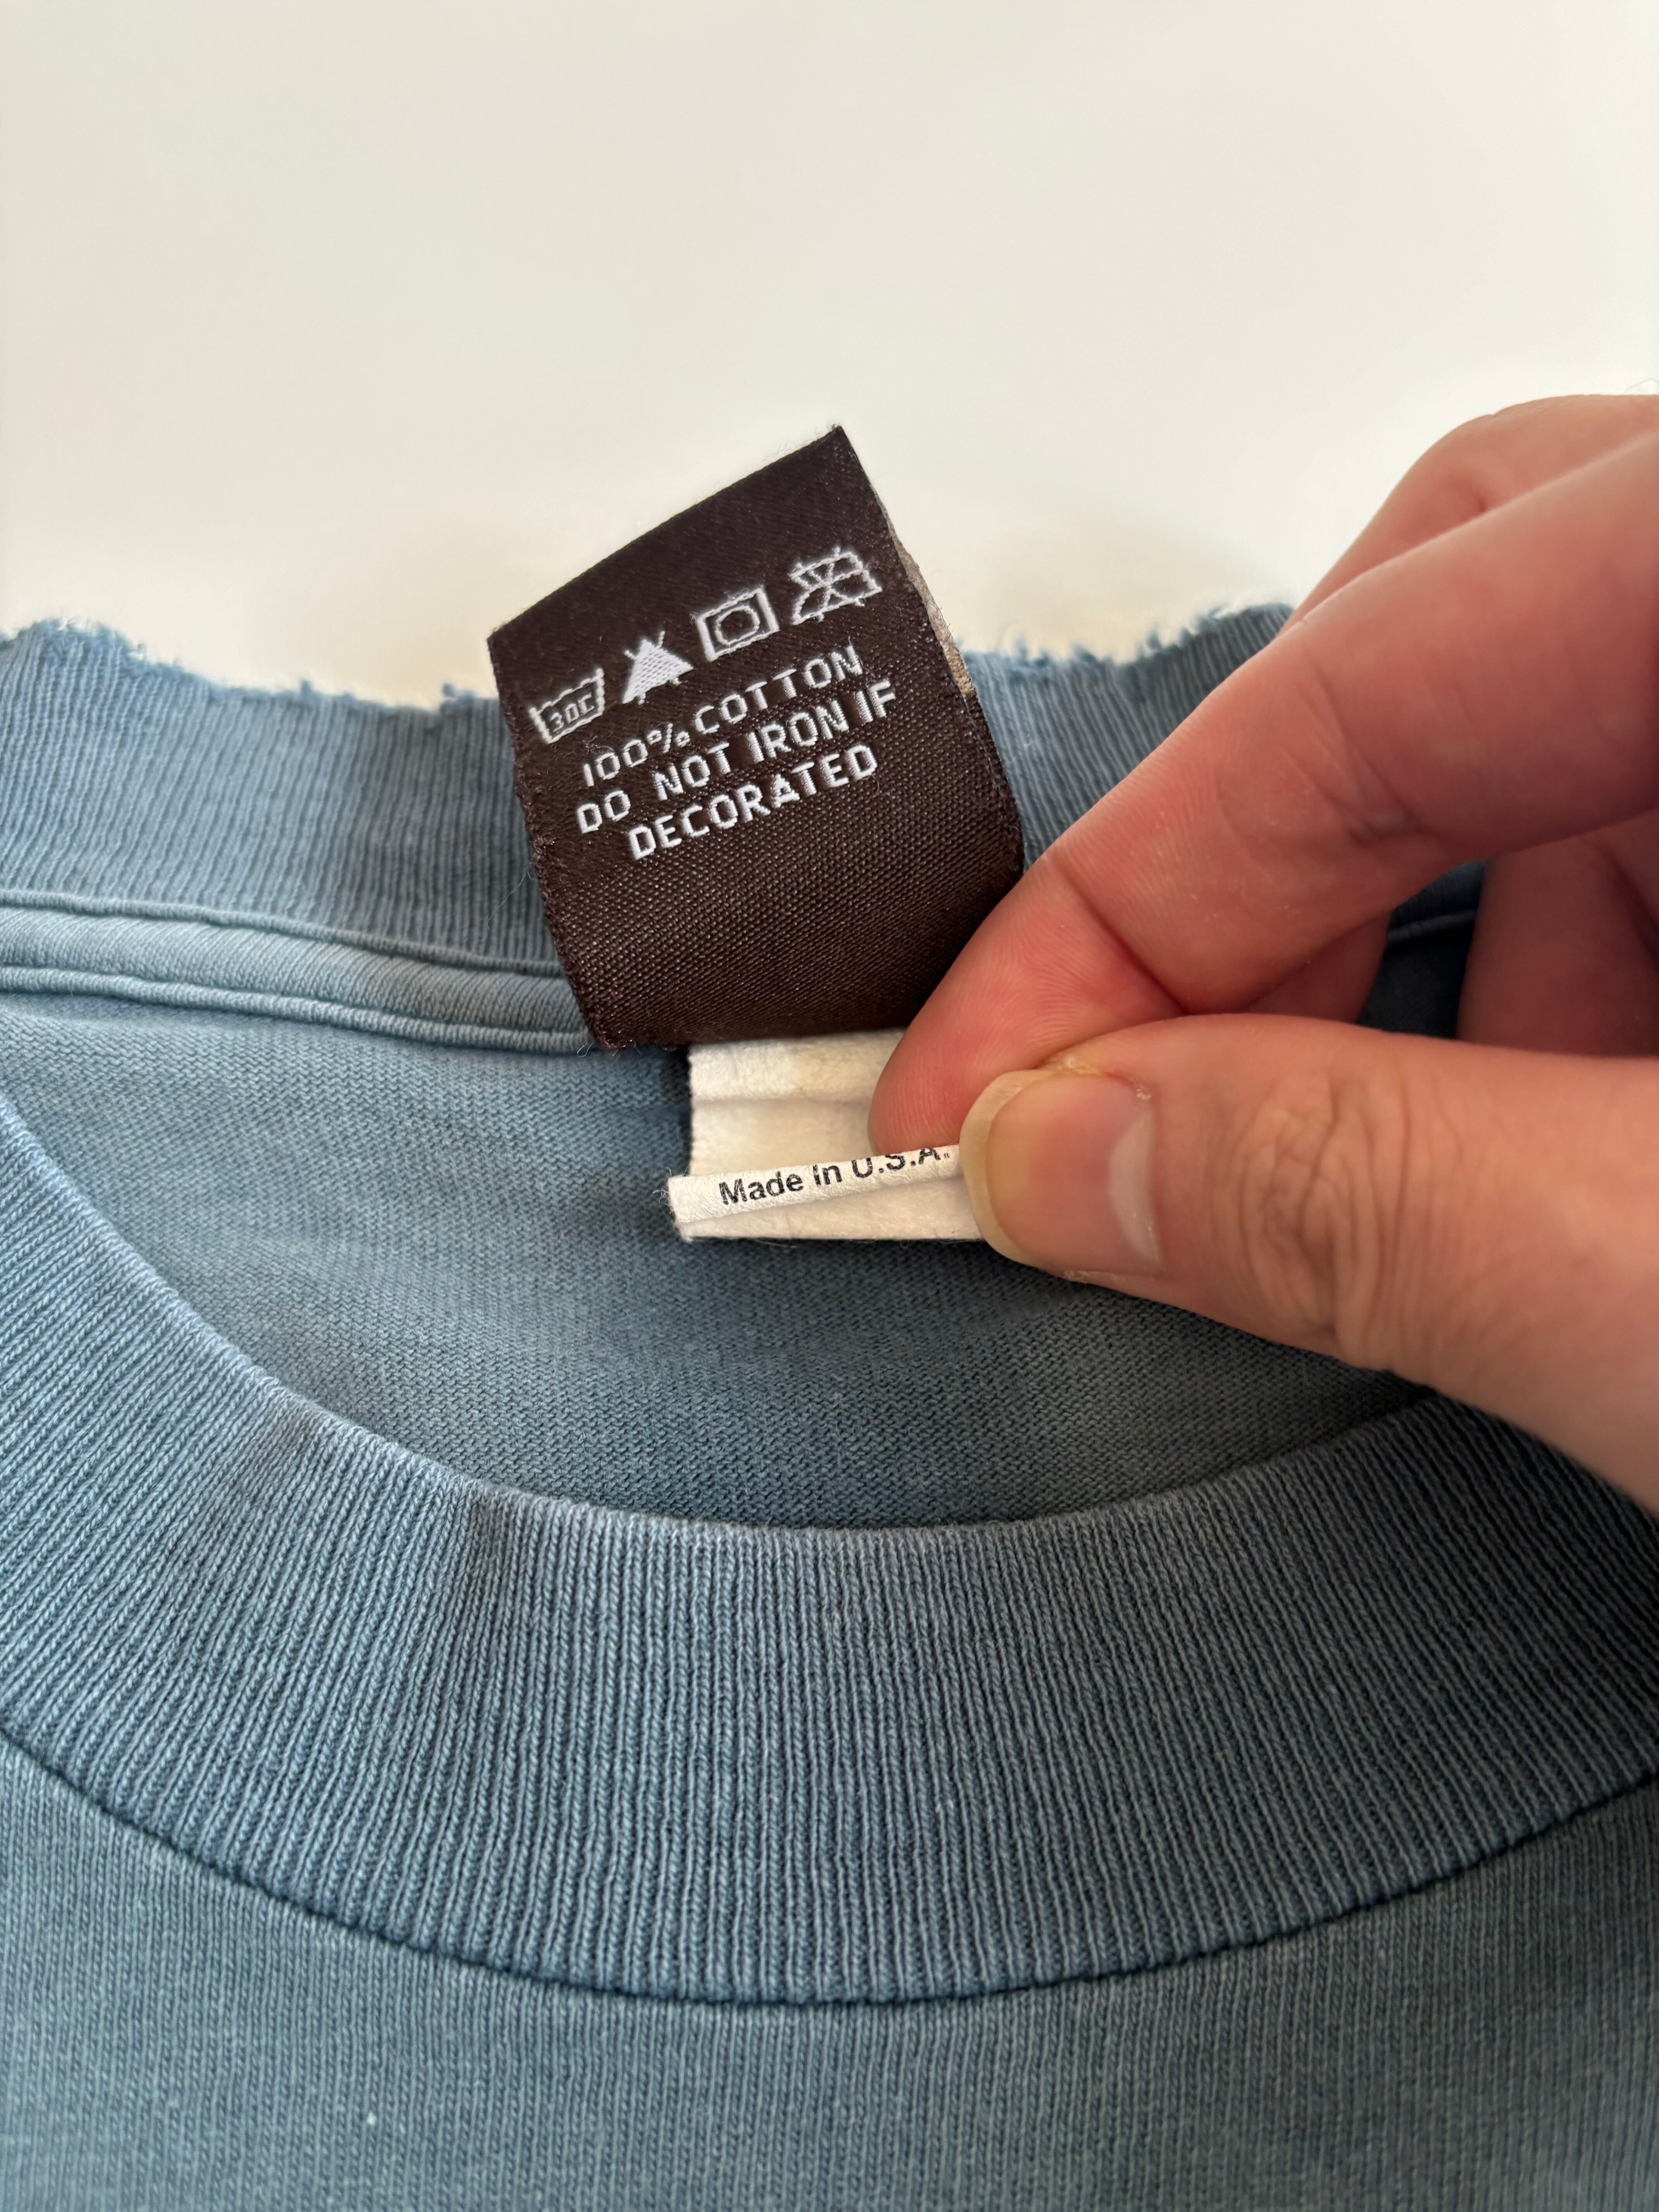 30C
100% COTTON
DO NOT IRON IF
DECORATED
Made in U.S.A.